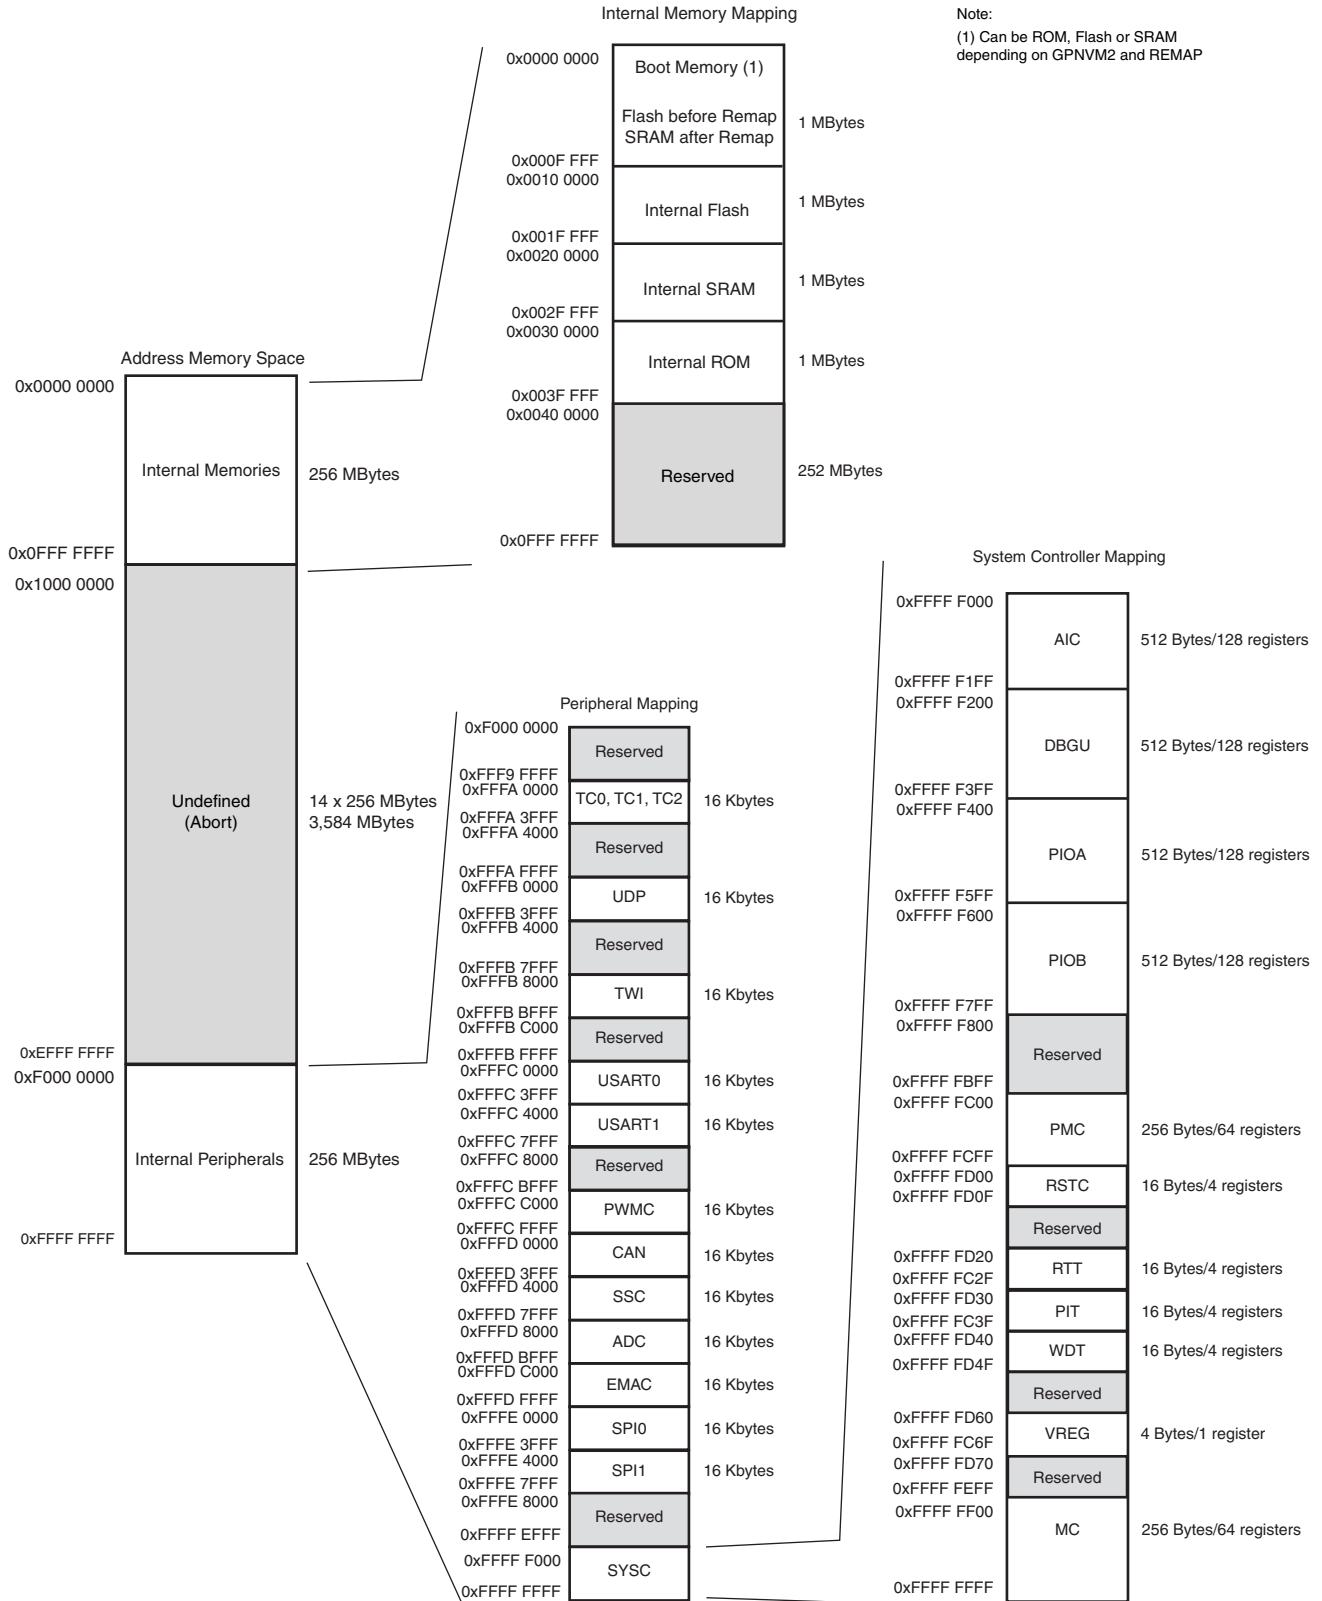 Internal Memory Mapping
Note:
(1) Can be ROM, Flash or SRAM
depending on GPNVM2 and REMAP
0x0000 0000
Boot Memory (1)
Flash before Remap
SRAM after Remap
1 MBytes
0x000F FFF
0x0010 0000
Internal Flash
1 MBytes
0x001F FFF
0x0020 0000
Internal SRAM
1 MBytes
0x002F FFF
0x0030 0000
Internal ROM
1 MBytes
0x003F FFF
0x0040 0000
Reserved
252 MBytes
0x0FFF FFFF
Address Memory Space
0x0000 0000
Internal Memories
256 MBytes
0x0FFF FFFF
0x1000 0000
Undefined
(Abort)
14 x 256 MBytes
3,584 MBytes
0xEFFF FFFF
0xF000 0000
Internal Peripherals
256 MBytes
0xFFFF FFFF
Peripheral Mapping
0xF000 0000
Reserved
0xFFF9 FFFF
0xFFFA 0000
TC0, TC1, TC2
16 Kbytes
0xFFFA 3FFF
0xFFFA 4000
Reserved
0xFFFA FFFF
0xFFFB 0000
UDP
16 Kbytes
0xFFFB 3FFF
0xFFFB 4000
Reserved
0xFFFB 7FFF
0xFFFB 8000
TWI
16 Kbytes
0xFFFB BFFF
0xFFFB C000
Reserved
0xFFFB FFFF
0xFFFC 0000
USART0
16 Kbytes
0xFFFC 3FFF
0xFFFC 4000
USART1
16 Kbytes
0xFFFC 7FFF
0xFFFC 8000
Reserved
0xFFFC BFFF
0xFFFC C000
PWMC
16 Kbytes
0xFFFC FFFF
0xFFFD 0000
CAN
16 Kbytes
0xFFFD 3FFF
0xFFFD 4000
SSC
16 Kbytes
0xFFFD 7FFF
0xFFFD 8000
ADC
16 Kbytes
0xFFFD BFFF
0xFFFD C000
EMAC
16 Kbytes
0xFFFD FFFF
0xFFFE 0000
SPI0
16 Kbytes
0xFFFE 3FFF
0xFFFE 4000
SPI1
16 Kbytes
0xFFFE 7FFF
0xFFFE 8000
Reserved
0xFFFF EFFF
0xFFFF F000
SYSC
0xFFFF FFFF
System Controller Mapping
0xFFFF F000
AIC
512 Bytes/128 registers
0xFFFF F1FF
0xFFFF F200
DBGU
512 Bytes/128 registers
0xFFFF F3FF
0xFFFF F400
PIOA
512 Bytes/128 registers
0xFFFF F5FF
0xFFFF F600
PIOB
512 Bytes/128 registers
0xFFFF F7FF
0xFFFF F800
Reserved
0xFFFF FBFF
0xFFFF FC00
PMC
256 Bytes/64 registers
0xFFFF FCFF
0xFFFF FD00
RSTC
16 Bytes/4 registers
0xFFFF FD0F
Reserved
0xFFFF FD20
RTT
16 Bytes/4 registers
0xFFFF FC2F
0xFFFF FD30
PIT
16 Bytes/4 registers
0xFFFF FC3F
0xFFFF FD40
WDT
16 Bytes/4 registers
0xFFFF FD4F
Reserved
0xFFFF FD60
VREG
4 Bytes/1 register
0xFFFF FC6F
0xFFFF FD70
Reserved
0xFFFF FEFF
0xFFFF FF00
MC
256 Bytes/64 registers
0xFFFF FFFF